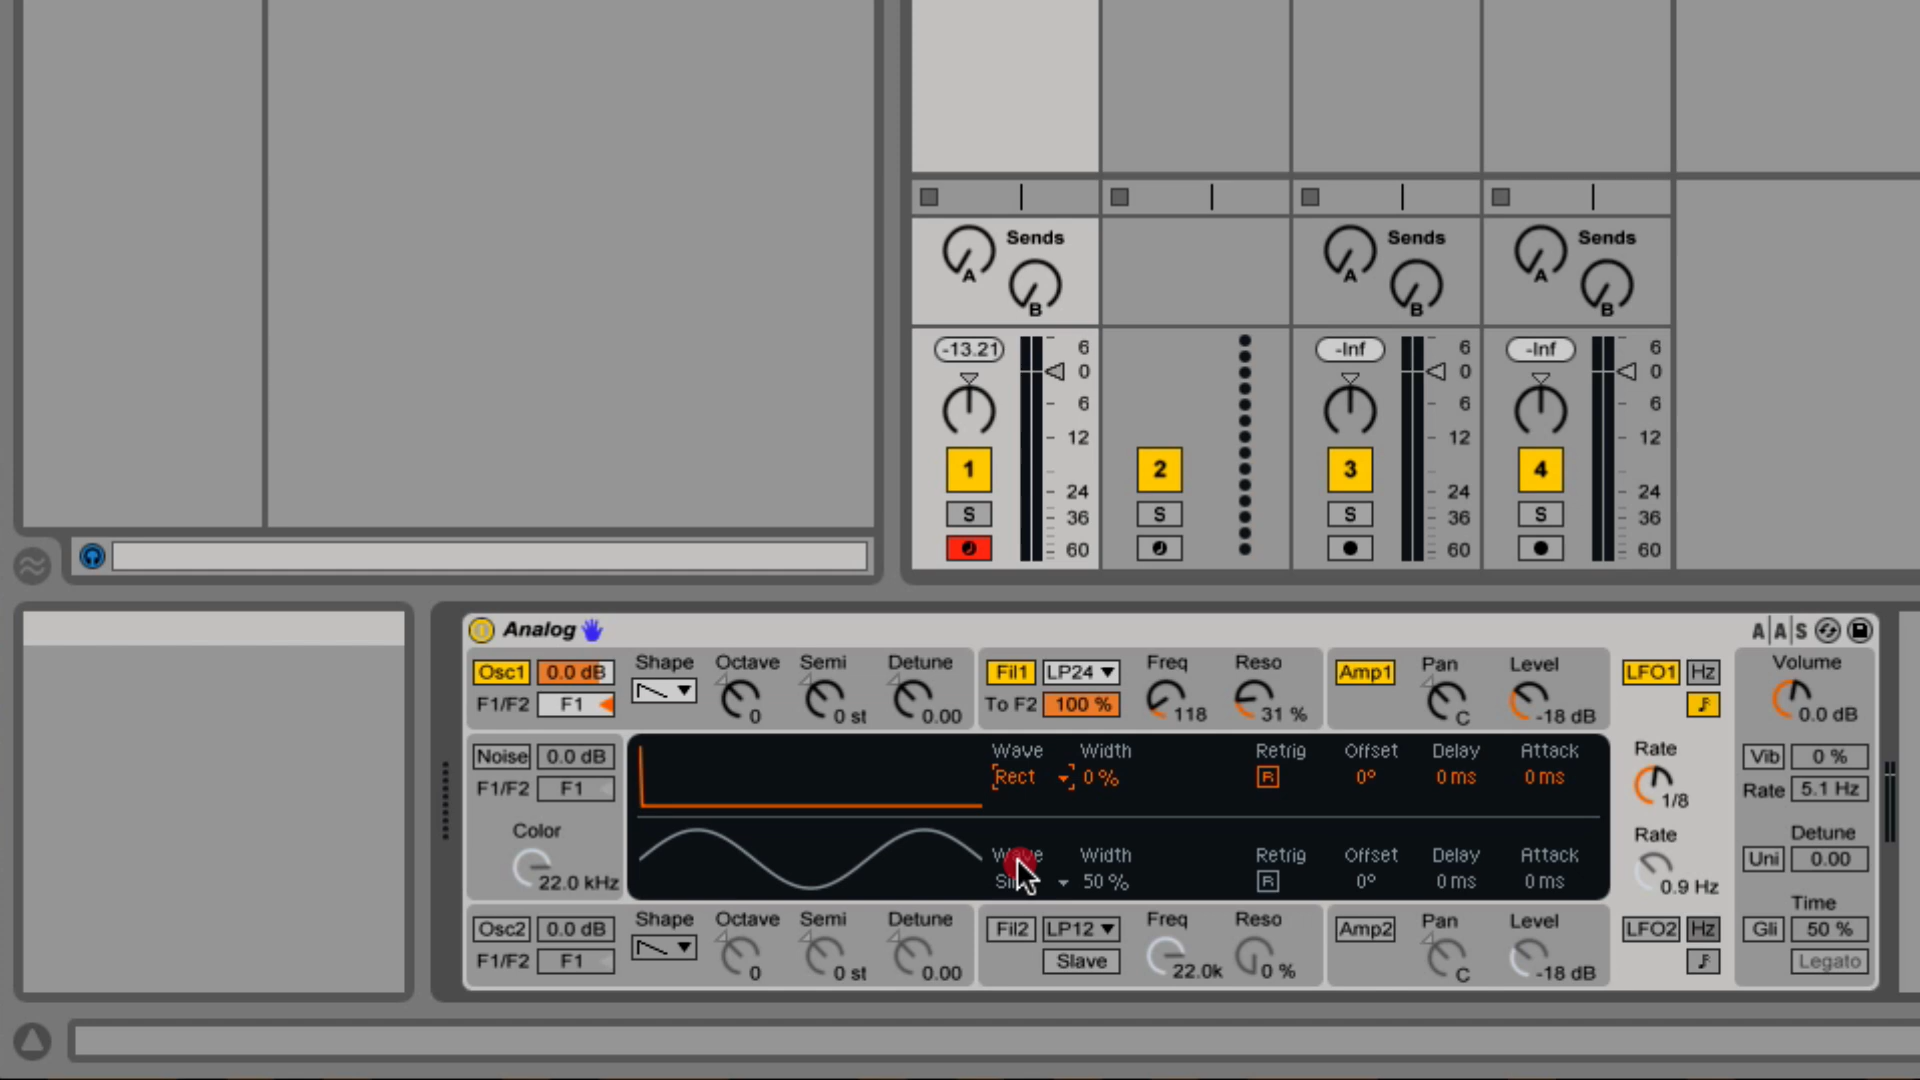 Sends Sends Sends
A A A
B B B
-13.21 6 -Inf 6 -Inf 6
0 0 0
6 6 6
12 12 12
1 2 3 4
24 24 24
S S S S
36 36 36
60 60 60
Analog A|A|S
Osc1 0.0 dB Shape Octave Semi Detune Fil1 LP24 Freq Reso Amp1 Pan Level LFO1 Hz Volume
F1/F2 F1 0 0 st 0.00 To F2 100 % 118 31 % C -18 dB 0.0 dB
Noise 0.0 dB Wave Width Retrig Offset Delay Attack Rate Vib 0 %
F1/F2 F1 Rect 0 % R 0° 0 ms 0 ms 1/8 Rate 5.1 Hz
Color Wave Width Retrig Offset Delay Attack Rate Detune
22.0 kHz 50 % R 0° 0 ms 0 ms 0.9 Hz Uni 0.00
Time
Osc2 0.0 dB Shape Octave Semi Detune Fil2 LP12 Freq Reso Amp2 Pan Level LFO2 Hz Gli 50 %
F1/F2 F1 0 0 st 0.00 Slave 22.0k 0 % C -18 dB Legato